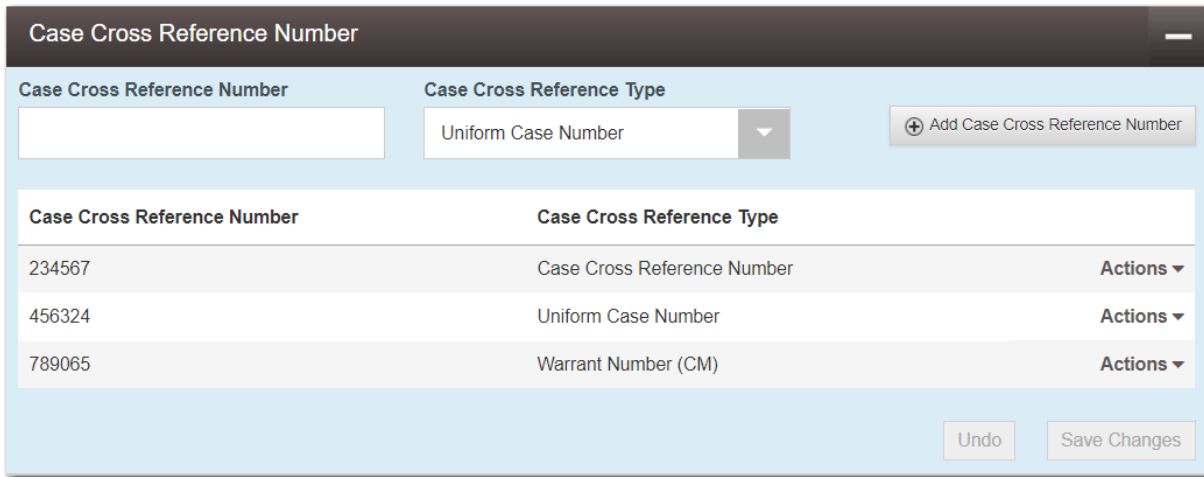 Case Cross Reference Number
Case Cross Reference Number Case Cross Reference Type
Uniform Case Number Add Case Cross Reference Number
Case Cross Reference Number Case Cross Reference Type
234567 Case Cross Reference Number Actions
456324 Uniform Case Number Actions
789065 Warrant Number (CM) Actions
Undo Save Changes